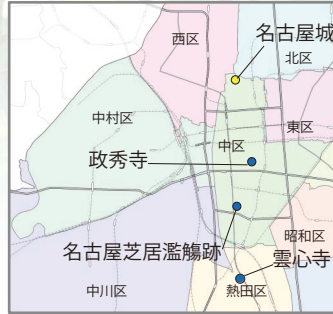 西区
名古屋城
北区
中村区
東区
中区
政秀寺
名古屋芝居濫觴跡
昭和区
雲心寺
中川区
熱田区